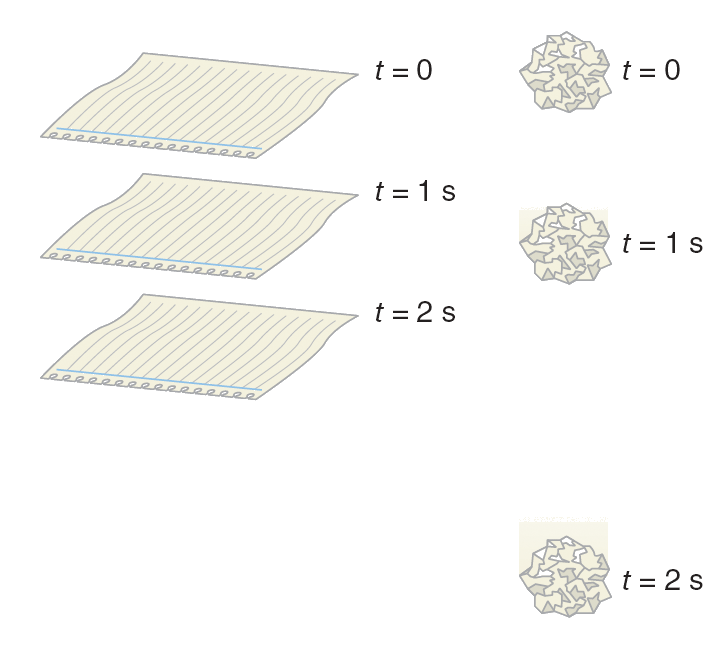 t = 0
t = 1 s
t = 2 s
t = 0
t = 1 s
t = 2 s